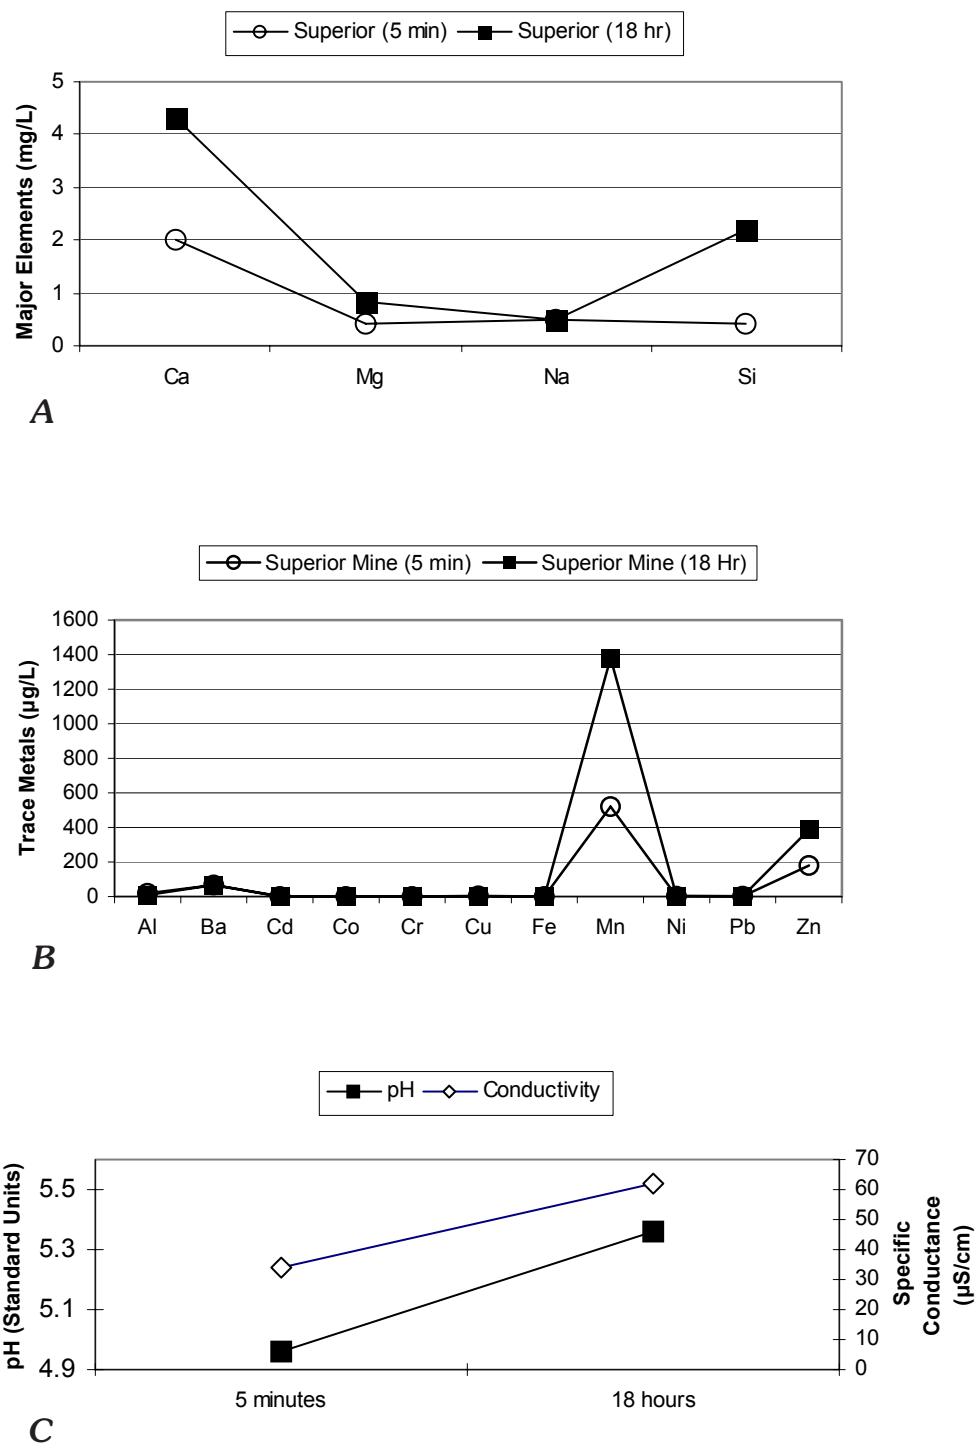 Superior (5 min) Superior (18 hr)
Major Elements (mg/L)
5
4
3
2
1
0
Ca Mg Na Si
A
Superior Mine (5 min) Superior Mine (18 Hr)
Trace Metals (µg/L)
1600
1400
1200
1000
800
600
400
200
0
Al Ba Cd Co Cr Cu Fe Mn Ni Pb Zn
B
pH Conductivity
pH (Standard Units)
5.5
5.3
5.1
4.9
70
60
50
40
30
20
10
0
Specific
Conductance
(µS/cm)
5 minutes 18 hours
C